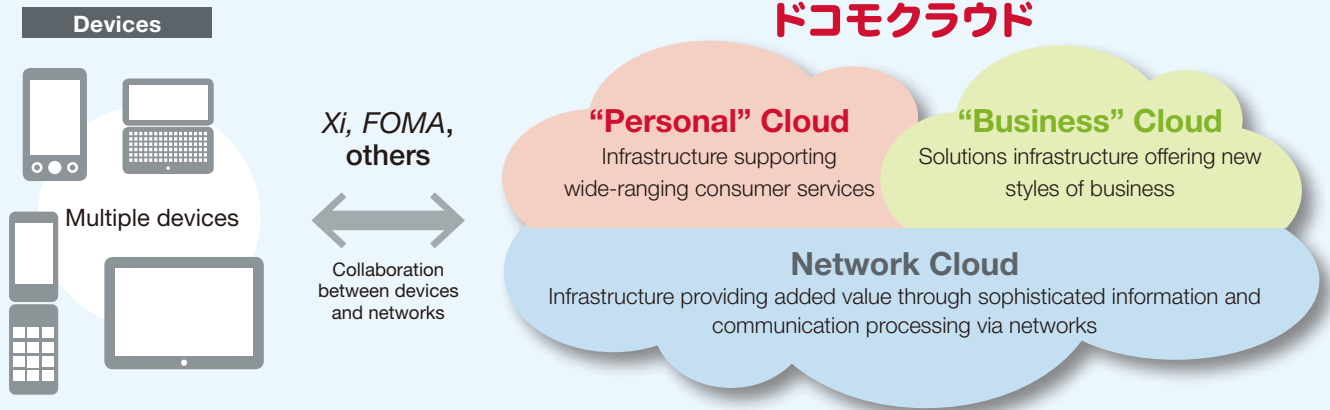 Devices
Multiple devices
Xi, FOMA,
others
Collaboration
between devices
and networks
ドコモクラウド
“Personal” Cloud
Infrastructure supporting
wide-ranging consumer services
“Business” Cloud
Solutions infrastructure offering new
styles of business
Network Cloud
Infrastructure providing added value through sophisticated information and
communication processing via networks